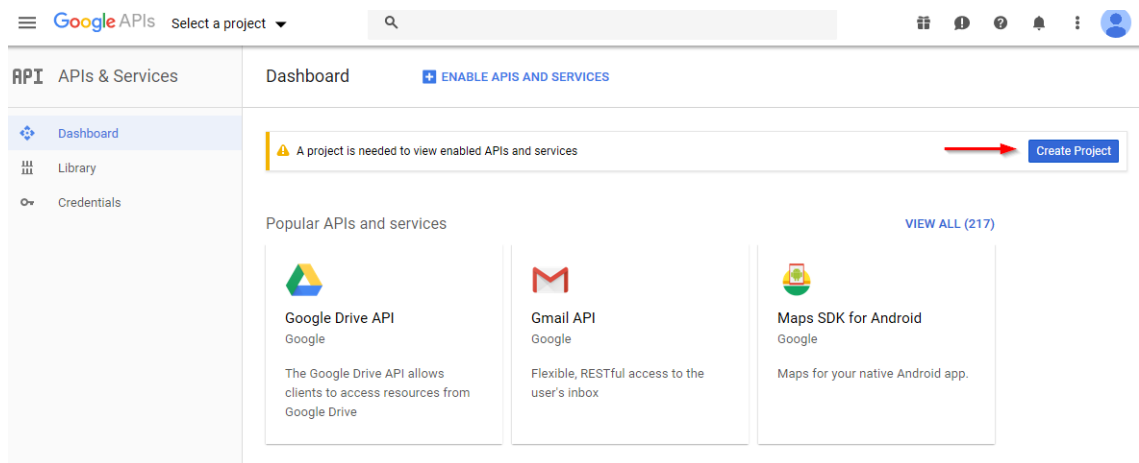 Google APIs Select a project
API APIs & Services Dashboard ENABLE APIS AND SERVICES
Dashboard
Library
Credentials
A project is needed to view enabled APIs and services Create Project
Popular APIs and services VIEW ALL (217)
Google Drive API
Google
The Google Drive API allows
clients to access resources from
Google Drive
Gmail API
Google
Flexible, RESTful access to the
user's inbox
Maps SDK for Android
Google
Maps for your native Android app.